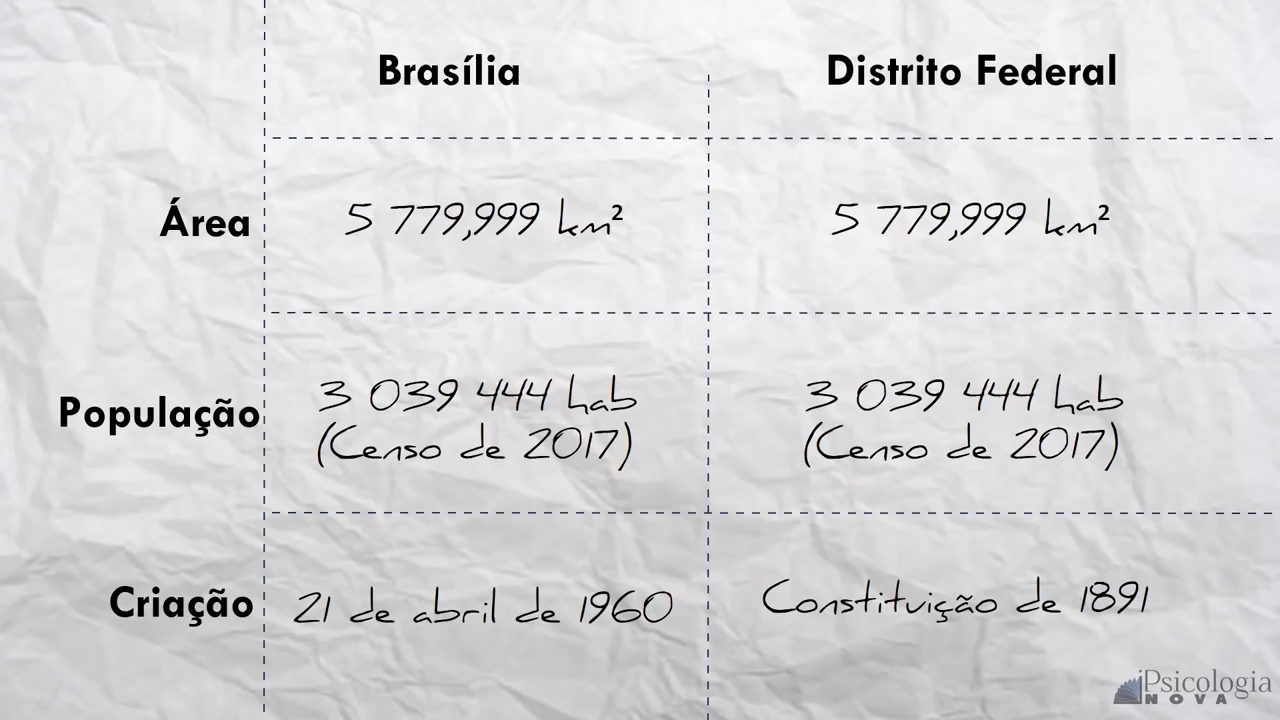 Brasília Distrito Federal
Área 5 779,999 km² 5 779,999 km²
População 3 039 444 hab 3 039 444 hab
(Censo de 2017) (Censo de 2017)
Criação 21 de abril de 1960 Constituição de 1891
Psicologia
NOVA